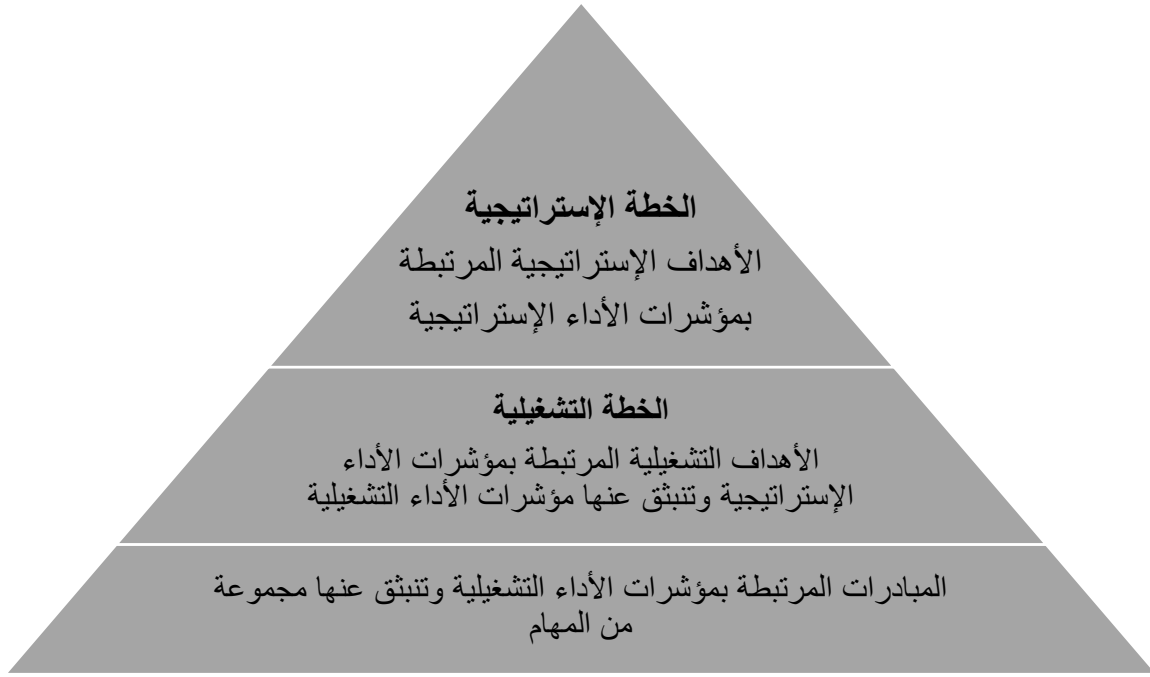 الخطة الإستراتيجية
الأهداف الإستراتيجية المرتبطة
بمؤشرات الأداء الإستراتيجية
الخطة التشغيلية
الأهداف التشغيلية المرتبطة بمؤشرات الأداء
الإستراتيجية وتنبثق عنها مؤشرات الأداء التشغيلية
المبادرات المرتبطة بمؤشرات الأداء التشغيلية وتنبثق عنها مجموعة
من المهام